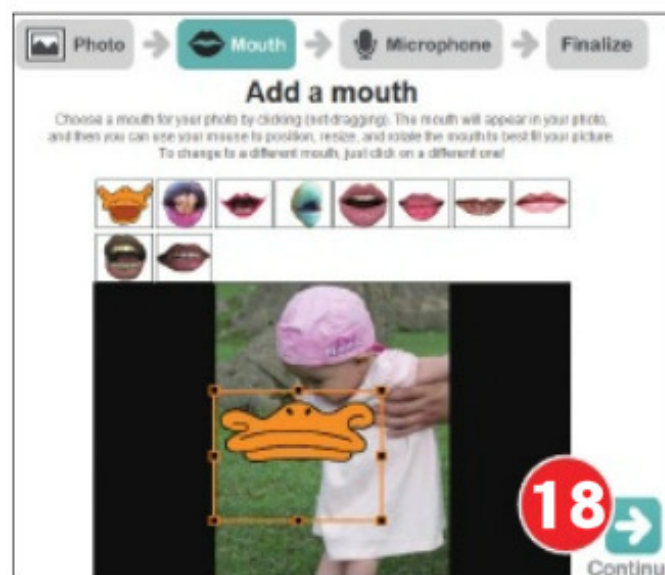 Photo Mouth Microphone Finalize
Add a mouth
Choose a mouth for your photo by clicking (not dragging). The mouth will appear in your photo,
and then you can use your mouse to position, resize, and rotate the mouth to best fit your picture.
To change to a different mouth, just click on a different one!
18
Continu